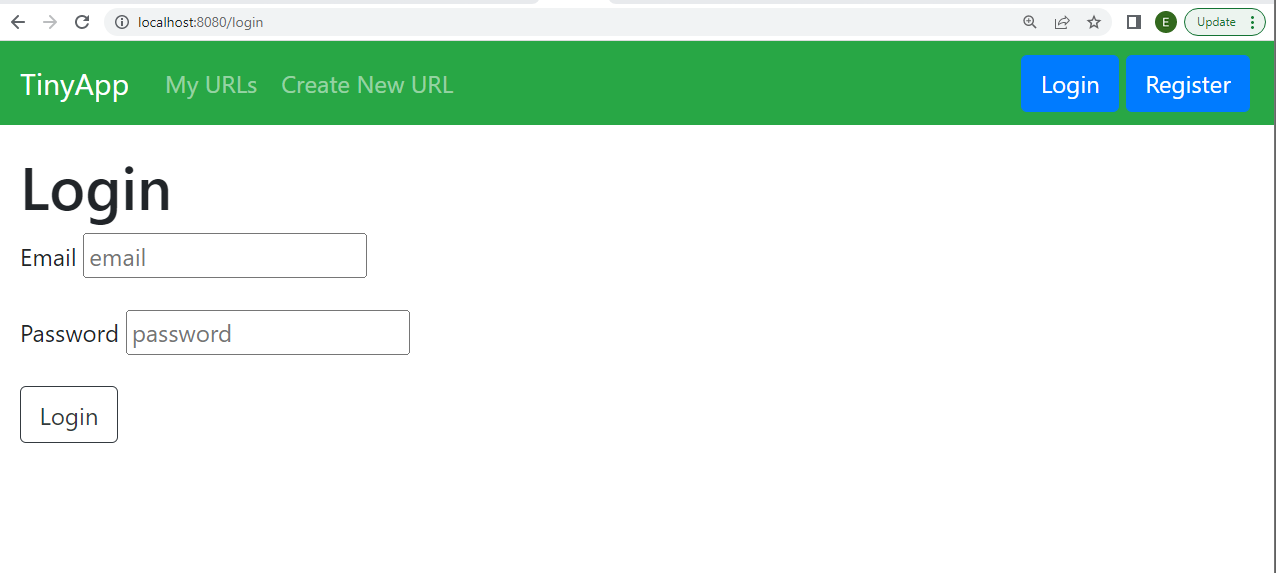 localhost:8080/login
E
Update
TinyApp My URLs Create New URL Login Register
Login
Email email
Password password
Login